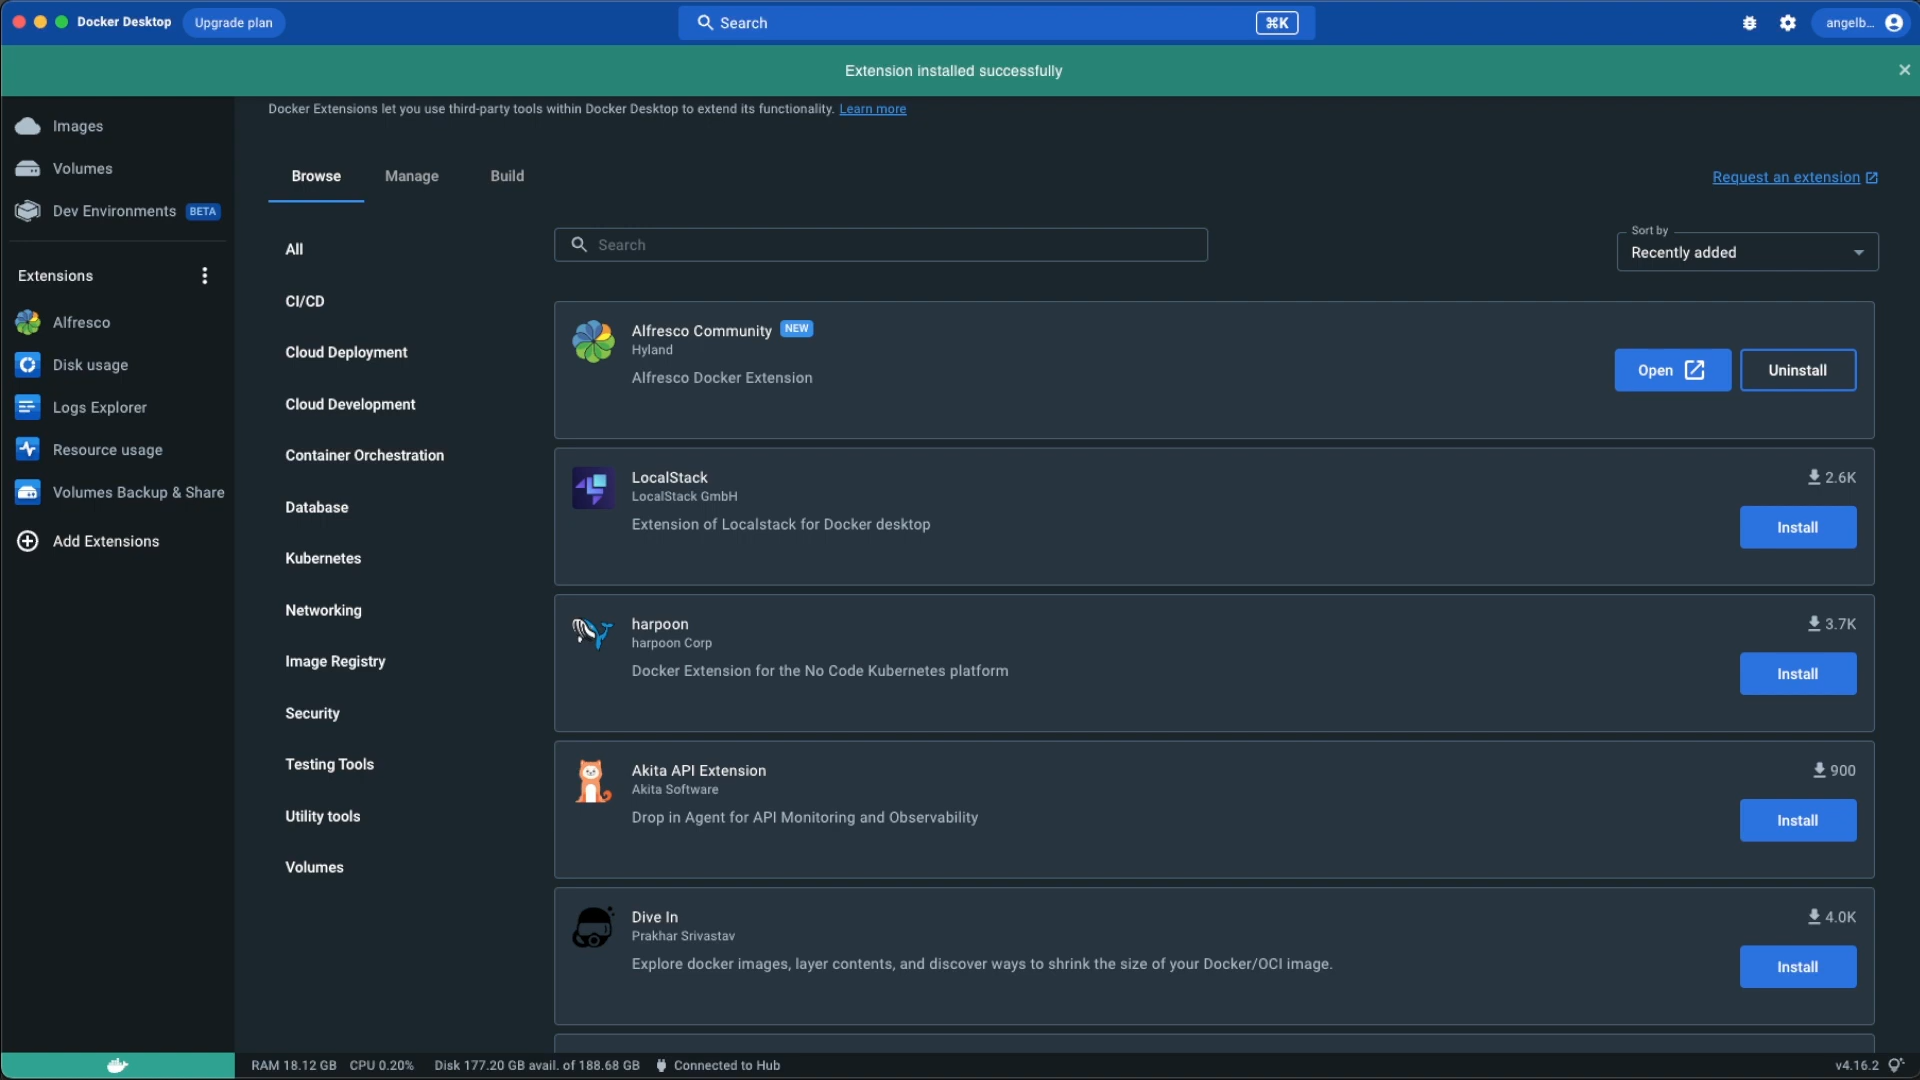 Docker Desktop
Upgrade plan
Search
⌘K
angelb...
Extension installed successfully
Docker Extensions let you use third-party tools within Docker Desktop to extend its functionality. Learn more
Images
Volumes
Dev Environments BETA
Extensions
Alfresco
Disk usage
Logs Explorer
Resource usage
Volumes Backup & Share
Add Extensions
Browse
Manage
Build
Request an extension
All
CI/CD
Cloud Deployment
Cloud Development
Container Orchestration
Database
Kubernetes
Networking
Image Registry
Security
Testing Tools
Utility tools
Volumes
Search
Sort by
Recently added
Alfresco Community NEW
Hyland
Alfresco Docker Extension
Open
Uninstall
LocalStack
LocalStack GmbH
Extension of Localstack for Docker desktop
2.6K
Install
harpoon
harpoon Corp
Docker Extension for the No Code Kubernetes platform
3.7K
Install
Akita API Extension
Akita Software
Drop in Agent for API Monitoring and Observability
900
Install
Dive In
Prakhar Srivastav
Explore docker images, layer contents, and discover ways to shrink the size of your Docker/OCI image.
4.0K
Install
RAM 18.12 GB CPU 0.20% Disk 177.20 GB avail. of 188.68 GB Connected to Hub
v4.16.2